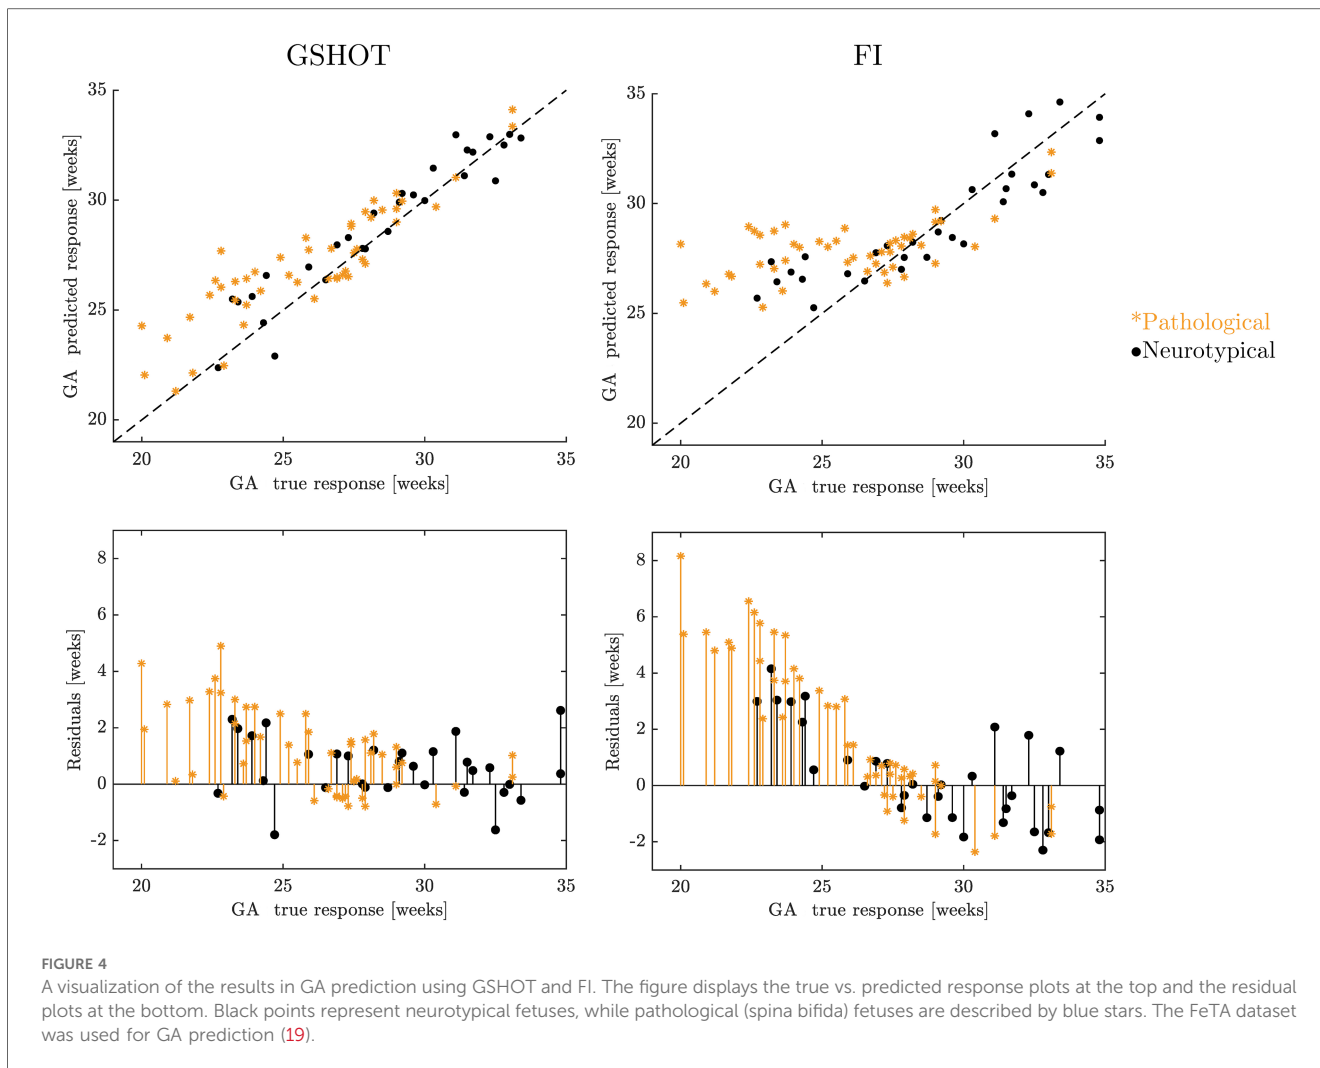 GSHOT
FI
35
30
25
20
GA predicted response [weeks]
20 25 30 35
GA true response [weeks]
35
30
25
20
GA predicted response [weeks]
20 25 30 35
GA true response [weeks]
*Pathological
●Neurotypical
8
6
4
2
0
-2
Residuals [weeks]
20 25 30 35
GA true response [weeks]
8
6
4
2
0
-2
Residuals [weeks]
20 25 30 35
GA true response [weeks]
FIGURE 4
A visualization of the results in GA prediction using GSHOT and FI. The figure displays the true vs. predicted response plots at the top and the residual
plots at the bottom. Black points represent neurotypical fetuses, while pathological (spina bifida) fetuses are described by blue stars. The FeTA dataset
was used for GA prediction (19).